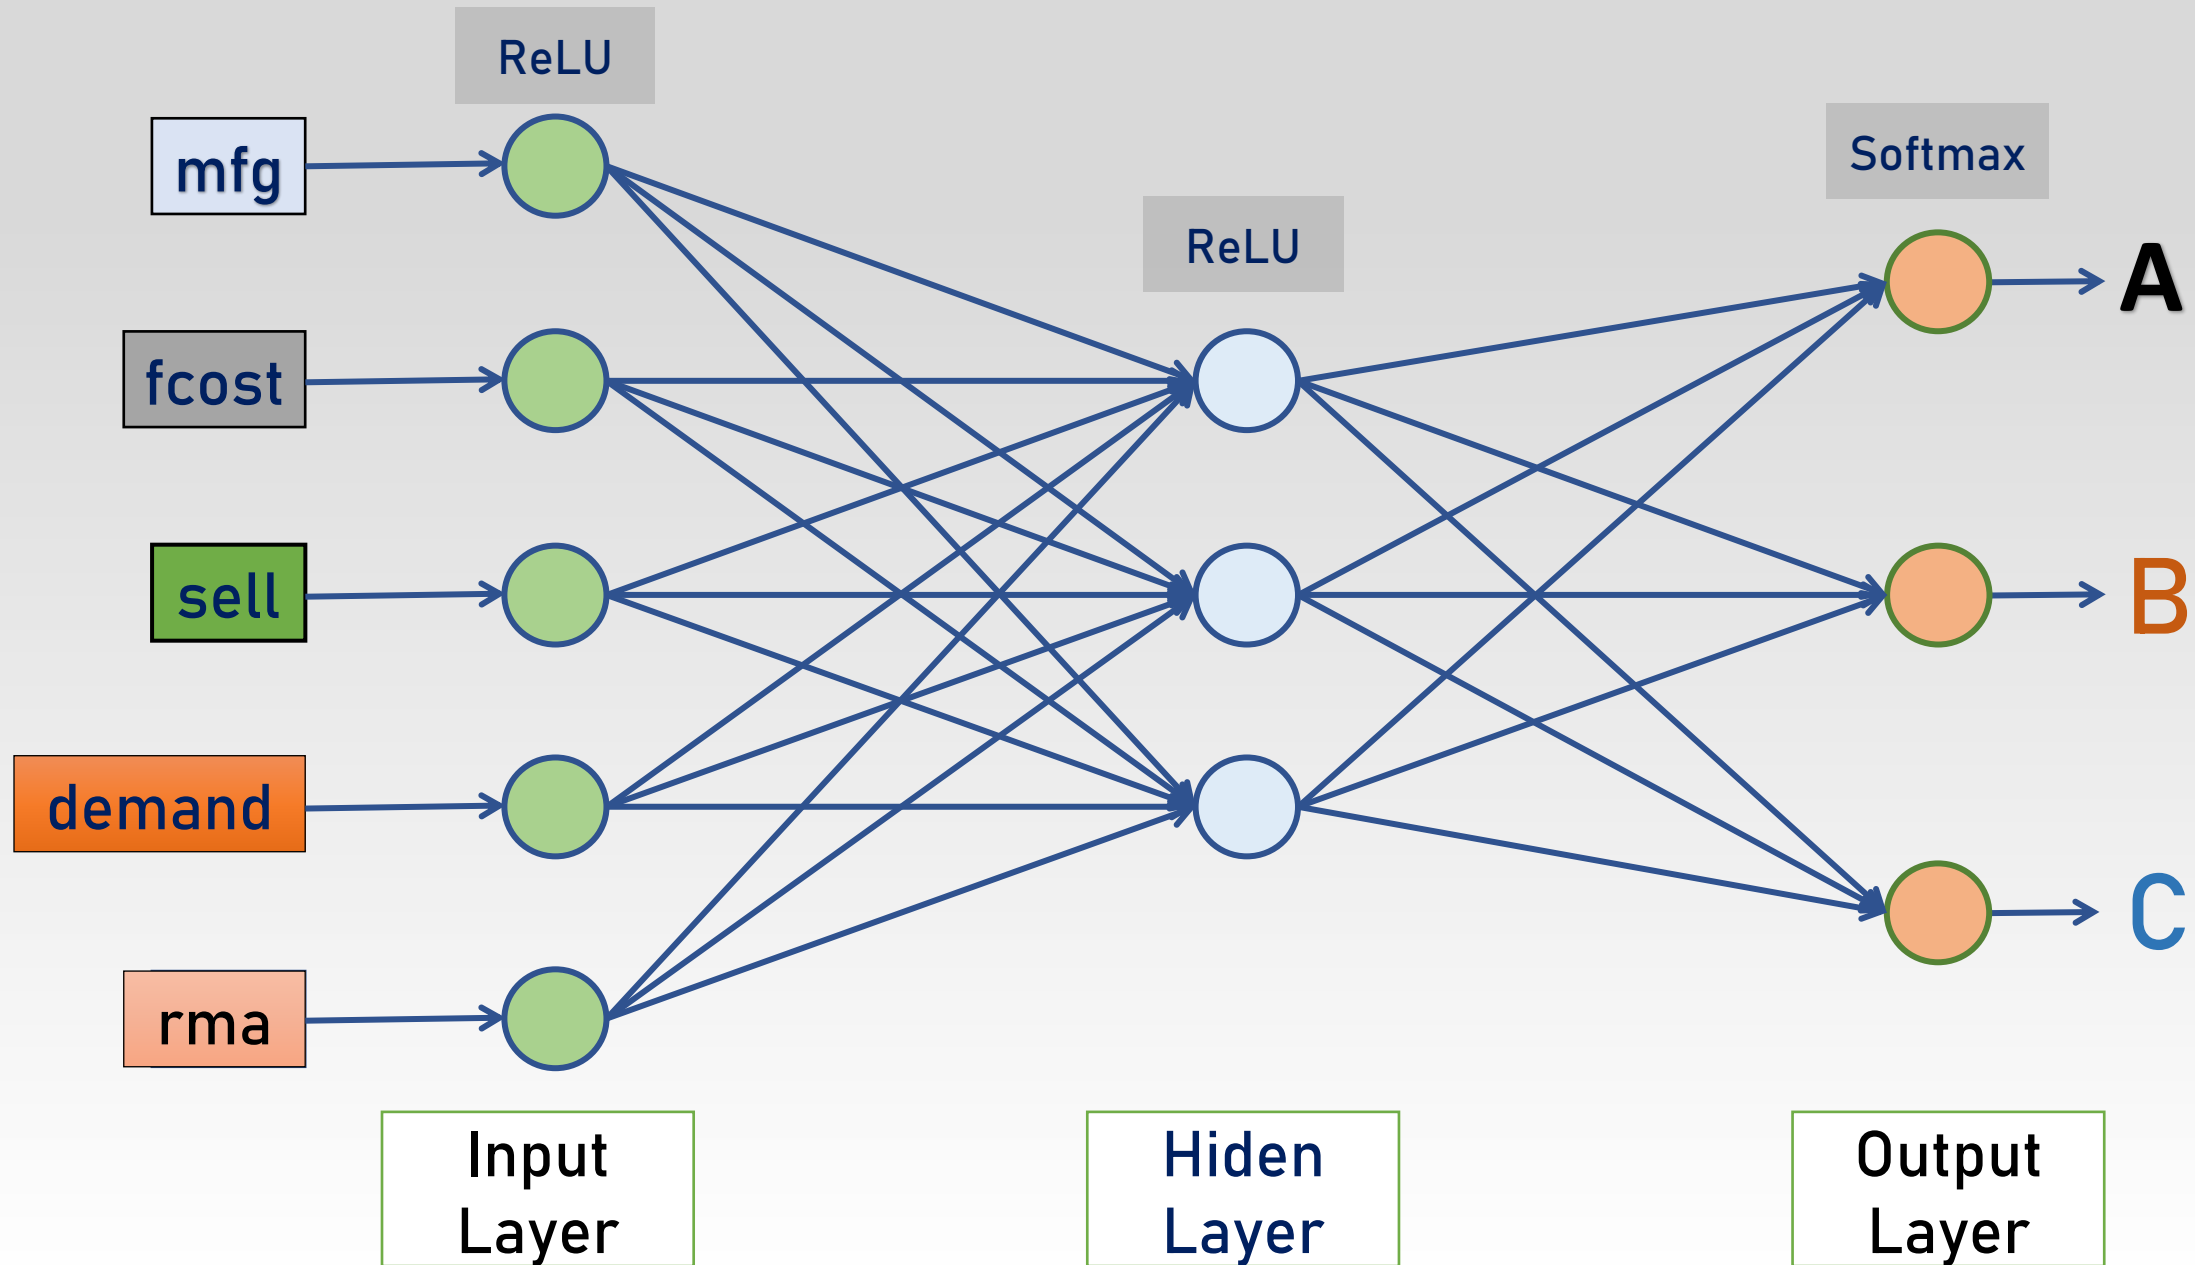 ReLU
mfg
Softmax
ReLU
A
fcost
sell
B
demand
C
rma
Input
Layer
Hiden
Layer
Output
Layer